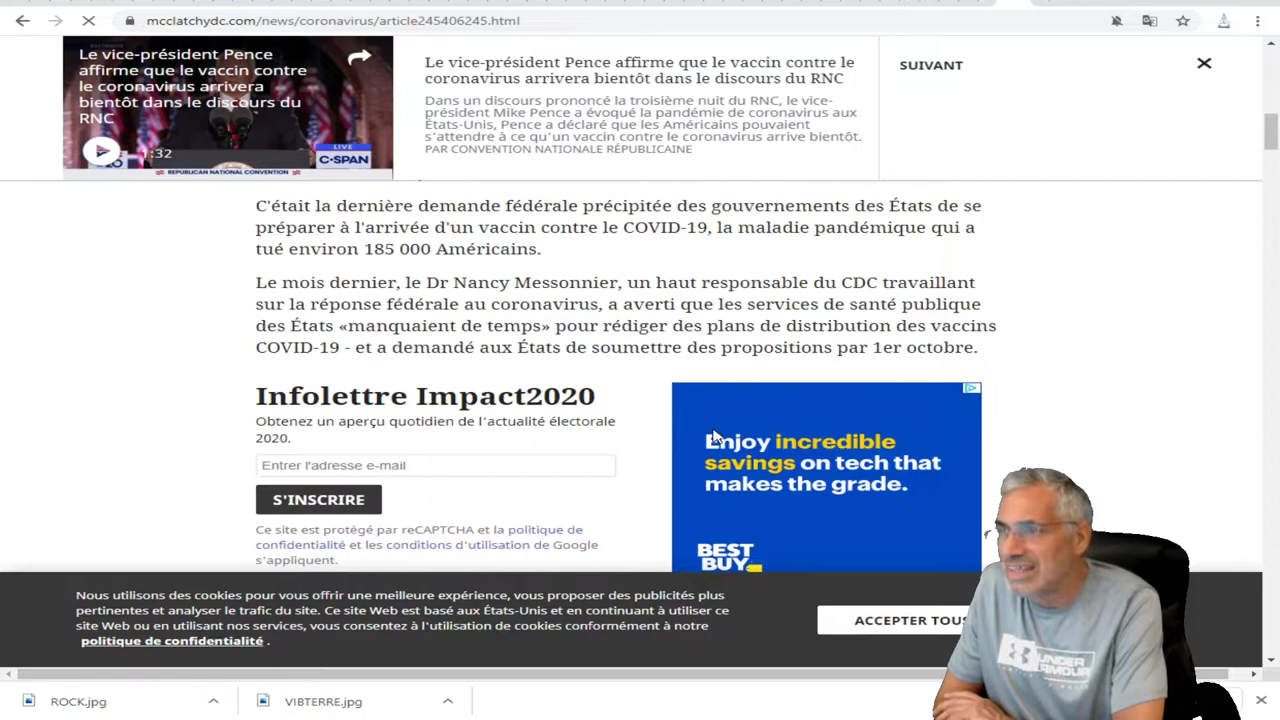 mcclatchydc.com/news/coronavirus/article245406245.html
Le vice-président Pence
affirme que le vaccin contre
le coronavirus arrivera
bientôt dans le discours du
RNC
1:32
LIVE
C-SPAN
REPUBLICAN NATIONAL CONVENTION
Le vice-président Pence affirme que le vaccin contre le
coronavirus arrivera bientôt dans le discours du RNC
Dans un discours prononcé la troisième nuit du RNC, le vice-
président Mike Pence a évoqué la pandémie de coronavirus aux
États-Unis, Pence a déclaré que les Américains pouvaient
s'attendre à ce qu'un vaccin contre le coronavirus arrive bientôt.
PAR CONVENTION NATIONALE RÉPUBLICAINE
SUIVANT
C'était la dernière demande fédérale précipitée des gouvernements des États de se
préparer à l'arrivée d'un vaccin contre le COVID-19, la maladie pandémique qui a
tué environ 185 000 Américains.
Le mois dernier, le Dr Nancy Messonnier, un haut responsable du CDC travaillant
sur la réponse fédérale au coronavirus, a averti que les services de santé publique
des États «manquaient de temps» pour rédiger des plans de distribution des vaccins
COVID-19 - et a demandé aux États de soumettre des propositions par 1er octobre.
Infolettre Impact2020
Obtenez un aperçu quotidien de l'actualité électorale
2020.
Entrer l'adresse e-mail
S'INSCRIRE
Ce site est protégé par reCAPTCHA et la politique de
confidentialité et les conditions d'utilisation de Google
s'appliquent.
Enjoy incredible
savings on tech that
makes the grade.
BEST
BUY
Nous utilisons des cookies pour vous offrir une meilleure expérience, vous proposer des publicités plus
pertinentes et analyser le trafic du site. Ce site Web est basé aux États-Unis et en continuant à utiliser ce
site Web ou en utilisant nos services, vous consentez à l'utilisation de cookies conformément à notre
politique de confidentialité .
ACCEPTER TOUS
UNDER
ARMOUR
ROCK.jpg
VIBTERRE.jpg